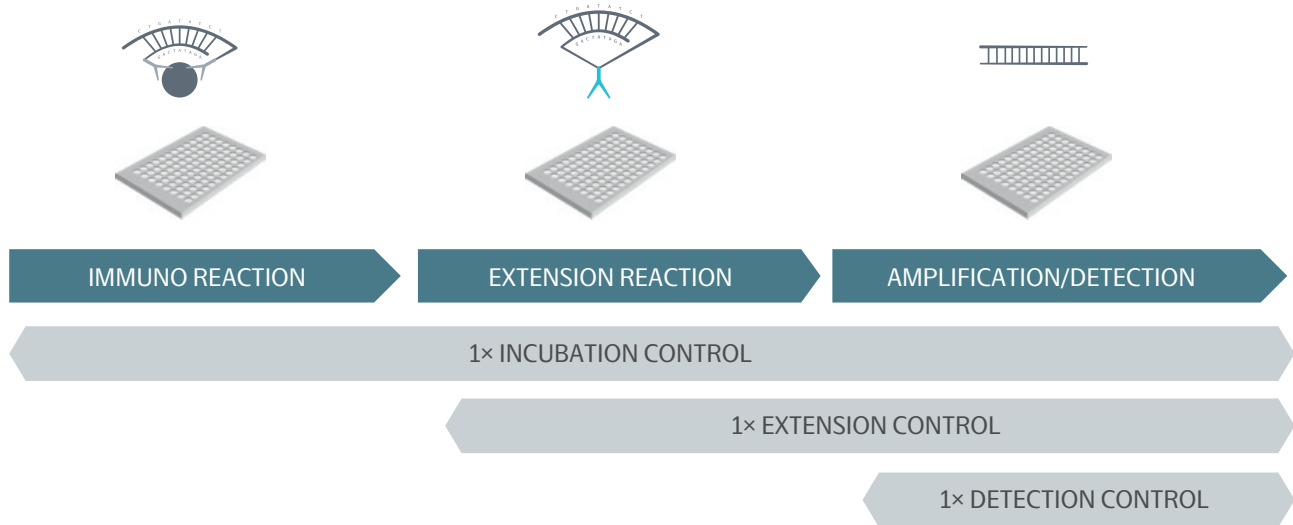 C T G A T A T C T
G A C T A T A G A
C T G A T A T C T
G A C T A T A G A
IMMUNO REACTION
EXTENSION REACTION
AMPLIFICATION/DETECTION
1× INCUBATION CONTROL
1× EXTENSION CONTROL
1× DETECTION CONTROL